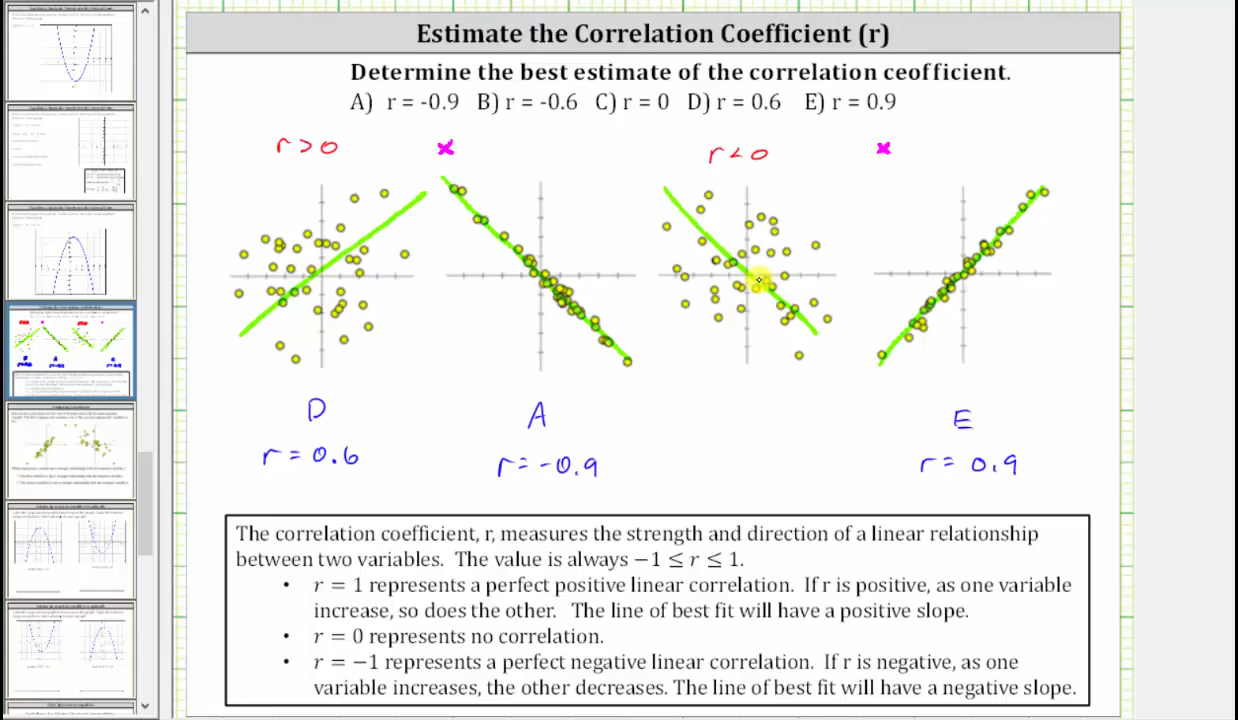 Estimate the Correlation Coefficient (r)
Determine the best estimate of the correlation ceofficient.
A) r = -0.9 B) r = -0.6 C) r = 0 D) r = 0.6 E) r = 0.9
r > 0
x
r < 0
x
D
A
E
r = 0.6
r = -0.9
r = 0.9
The correlation coefficient, r, measures the strength and direction of a linear relationship
between two variables. The value is always −1 ≤ r ≤ 1.
• r = 1 represents a perfect positive linear correlation. If r is positive, as one variable
increase, so does the other. The line of best fit will have a positive slope.
• r = 0 represents no correlation.
• r = −1 represents a perfect negative linear correlation. If r is negative, as one
variable increases, the other decreases. The line of best fit will have a negative slope.